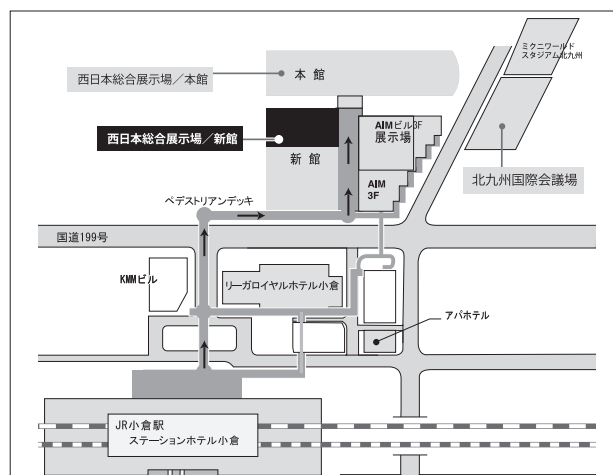 ミクニワールド
スタジアム北九州
西日本総合展示場／本館
本 館
AIMビル3F
展示場
西日本総合展示場／新館
新 館
AIM
3F
北九州国際会議場
ペデストリアンデッキ
国道199号
KMMビル
リーガロイヤルホテル小倉
アパホテル
JR小倉駅
ステーションホテル小倉